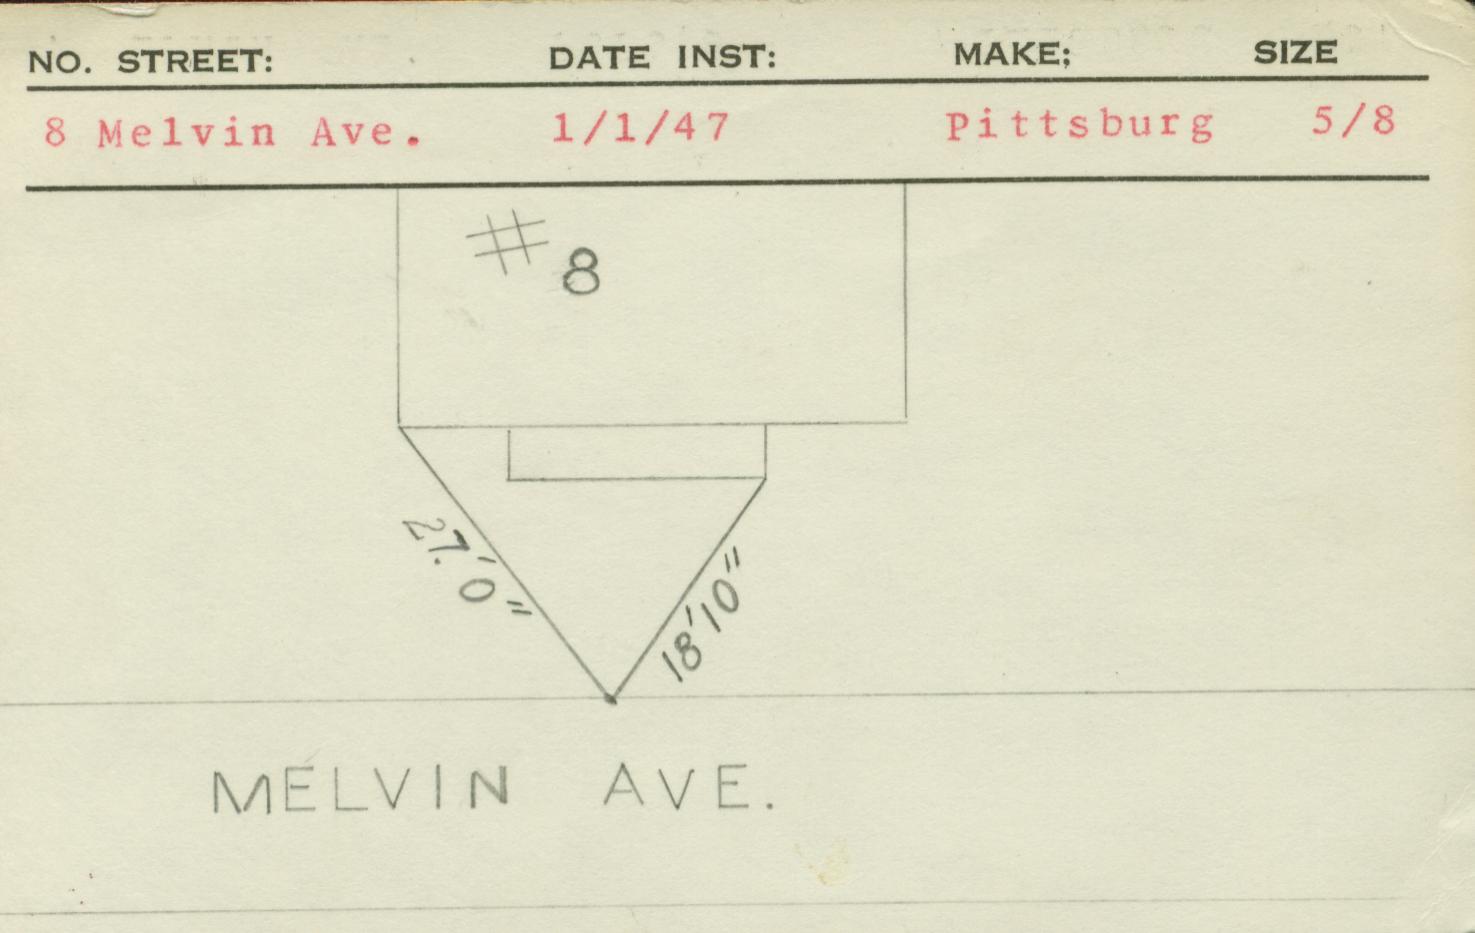 NO. STREET: DATE INST: MAKE; SIZE
8 Melvin Ave. 1/1/47 Pittsburg 5/8
# 8
27.'0"
18'10"
MELVIN AVE.